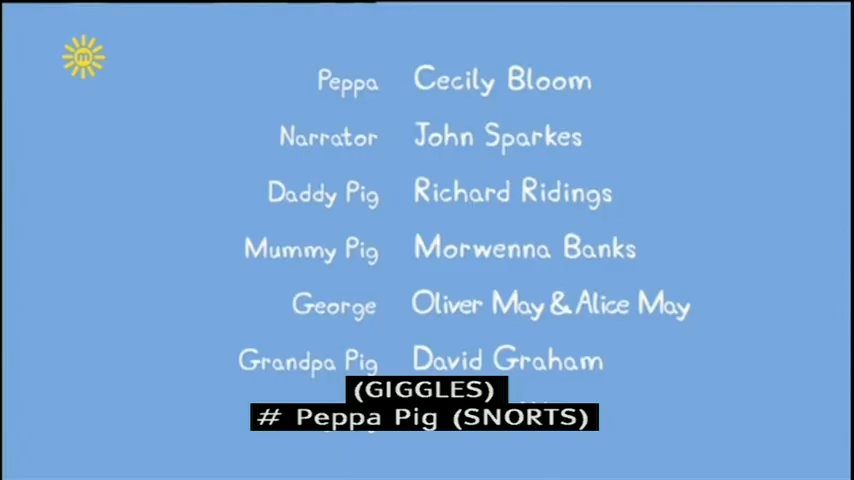 m
Peppa Cecily Bloom
Narrator John Sparkes
Daddy Pig Richard Ridings
Mummy Pig Morwenna Banks
George Oliver May & Alice May
Grandpa Pig David Graham
(GIGGLES)
# Peppa Pig (SNORTS)